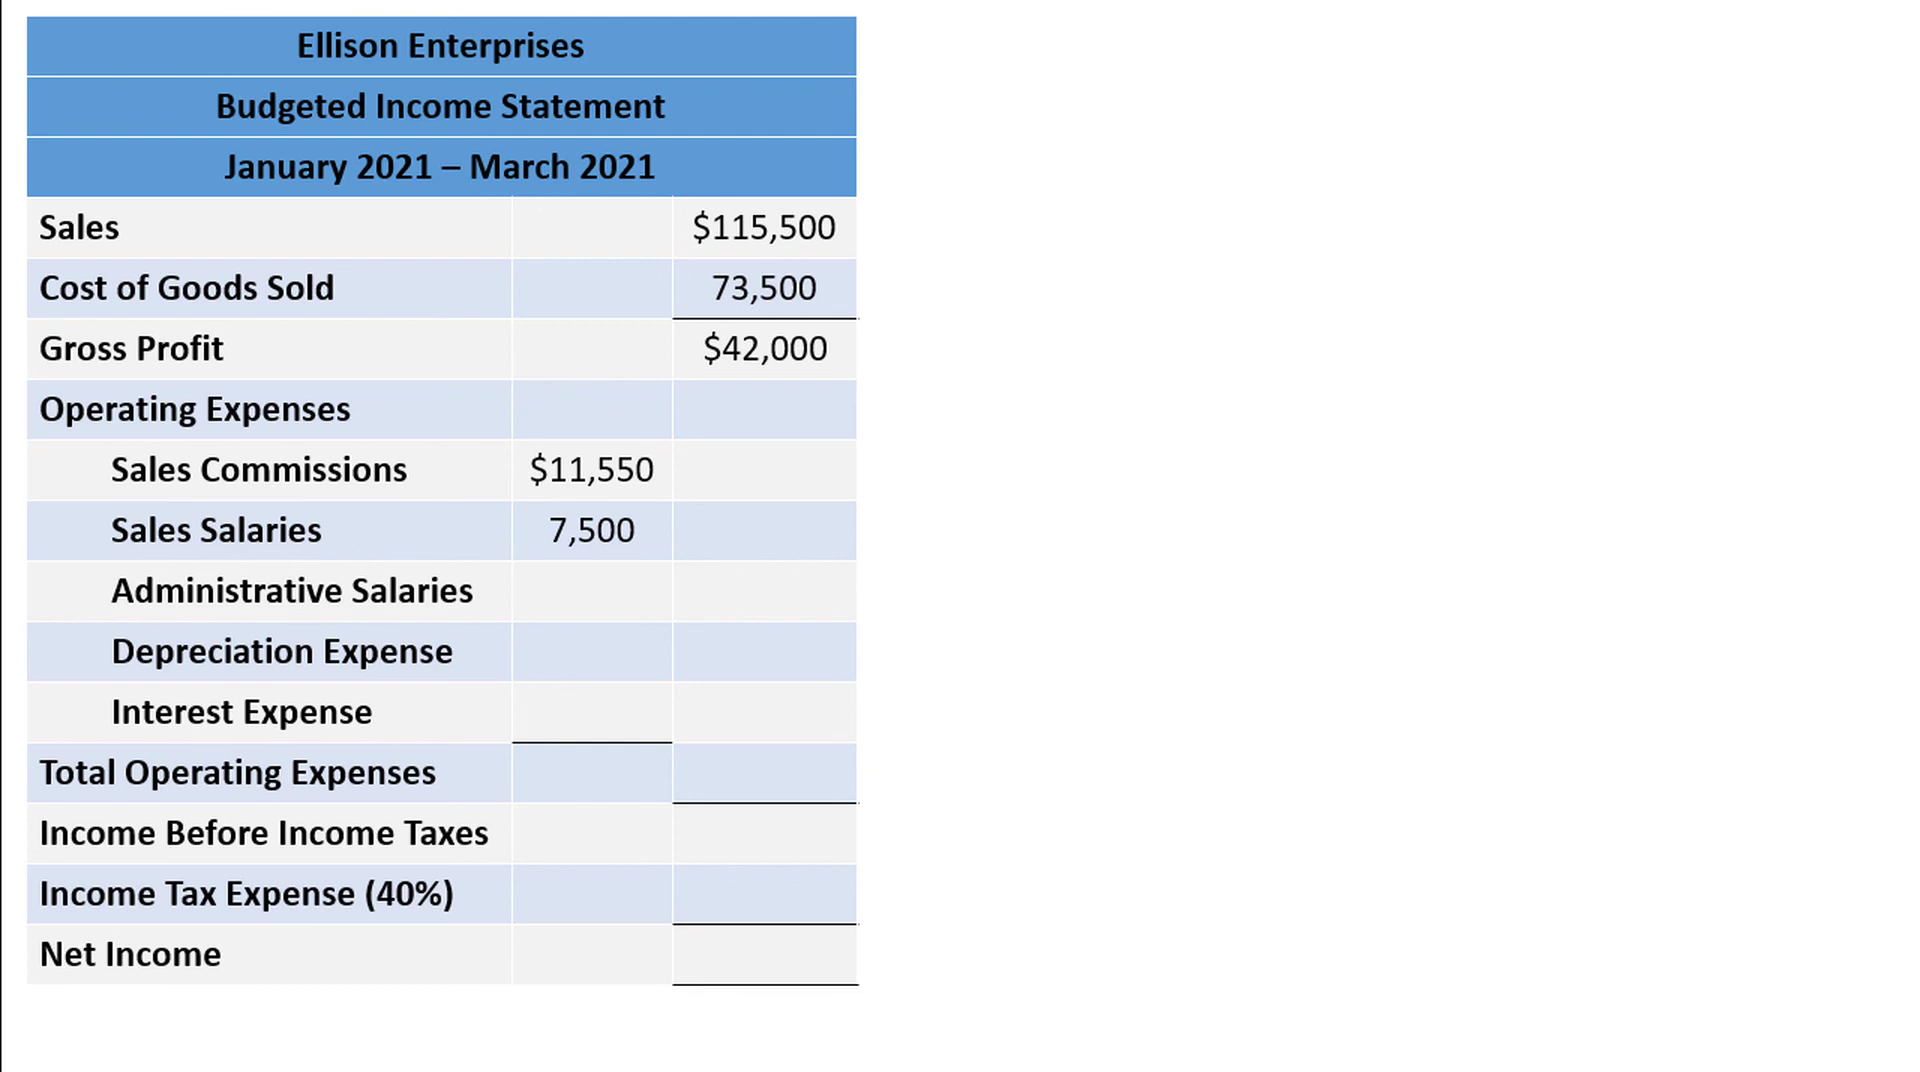 Ellison Enterprises
Budgeted Income Statement
January 2021 – March 2021
Sales $115,500
Cost of Goods Sold 73,500
Gross Profit $42,000
Operating Expenses
Sales Commissions $11,550
Sales Salaries 7,500
Administrative Salaries
Depreciation Expense
Interest Expense
Total Operating Expenses
Income Before Income Taxes
Income Tax Expense (40%)
Net Income